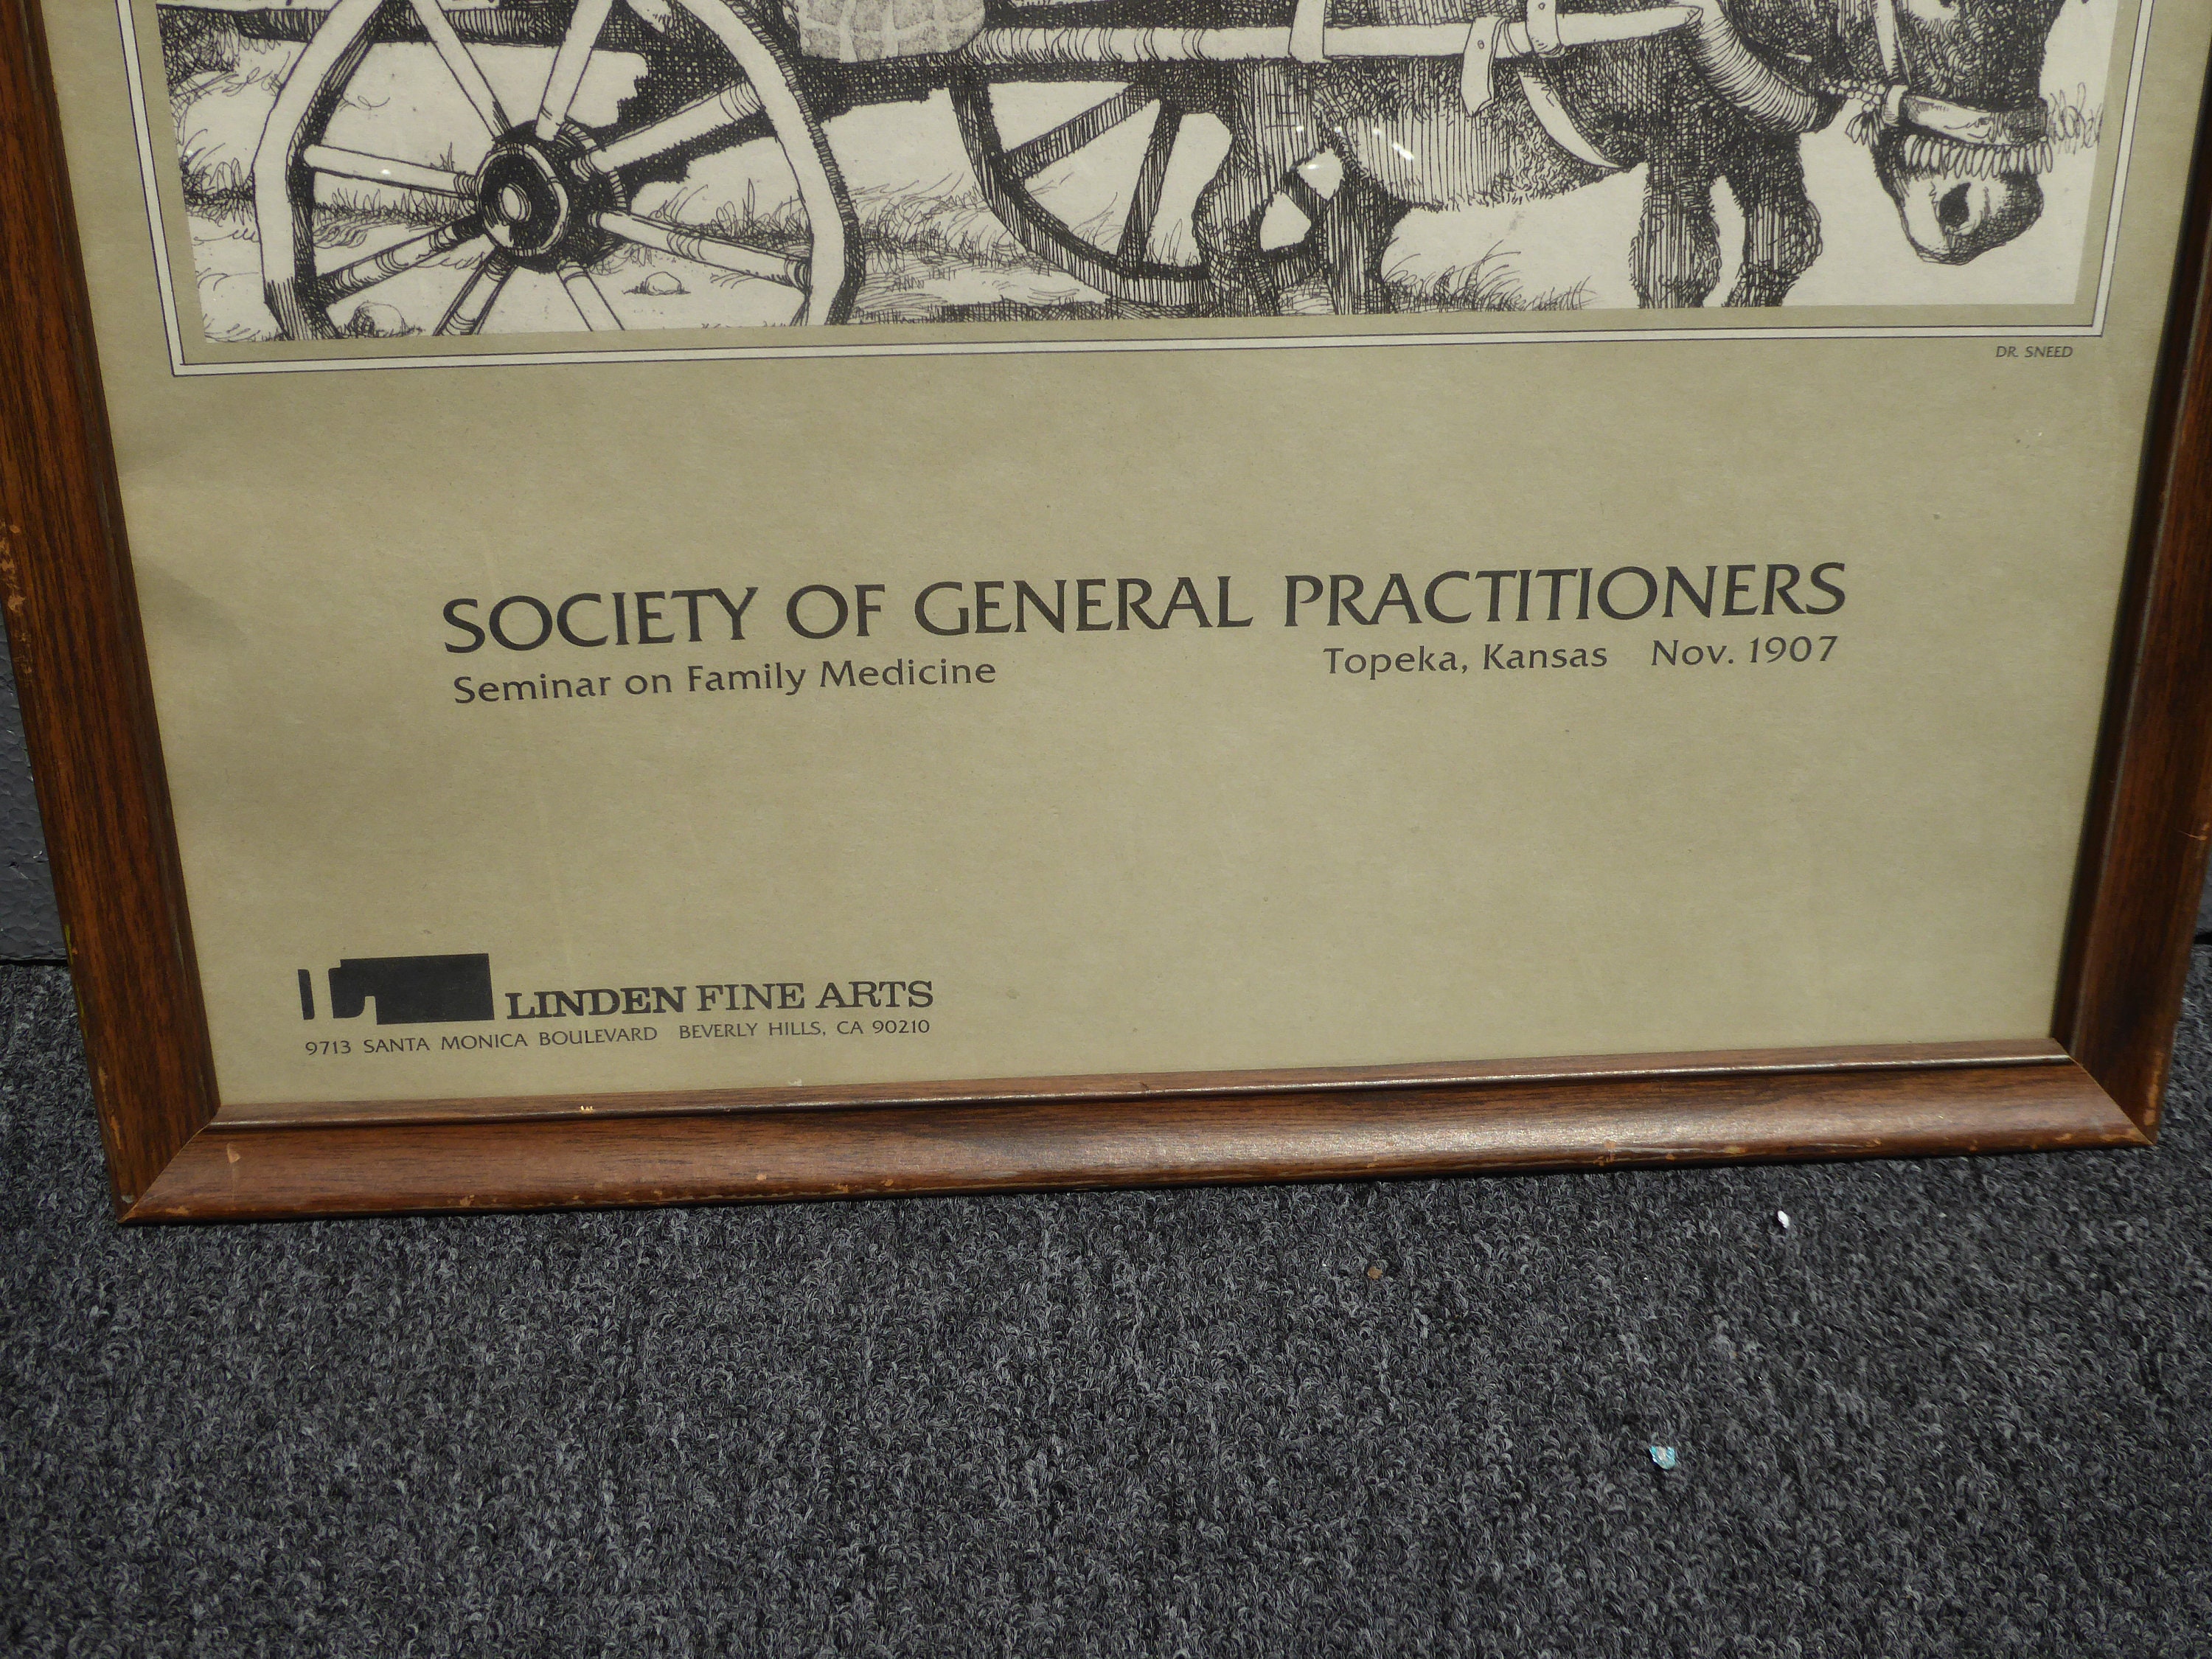 DR. SNEED
SOCIETY OF GENERAL PRACTITIONERS
Seminar on Family Medicine Topeka, Kansas Nov. 1907
LINDEN FINE ARTS
9713 SANTA MONICA BOULEVARD BEVERLY HILLS, CA 90210